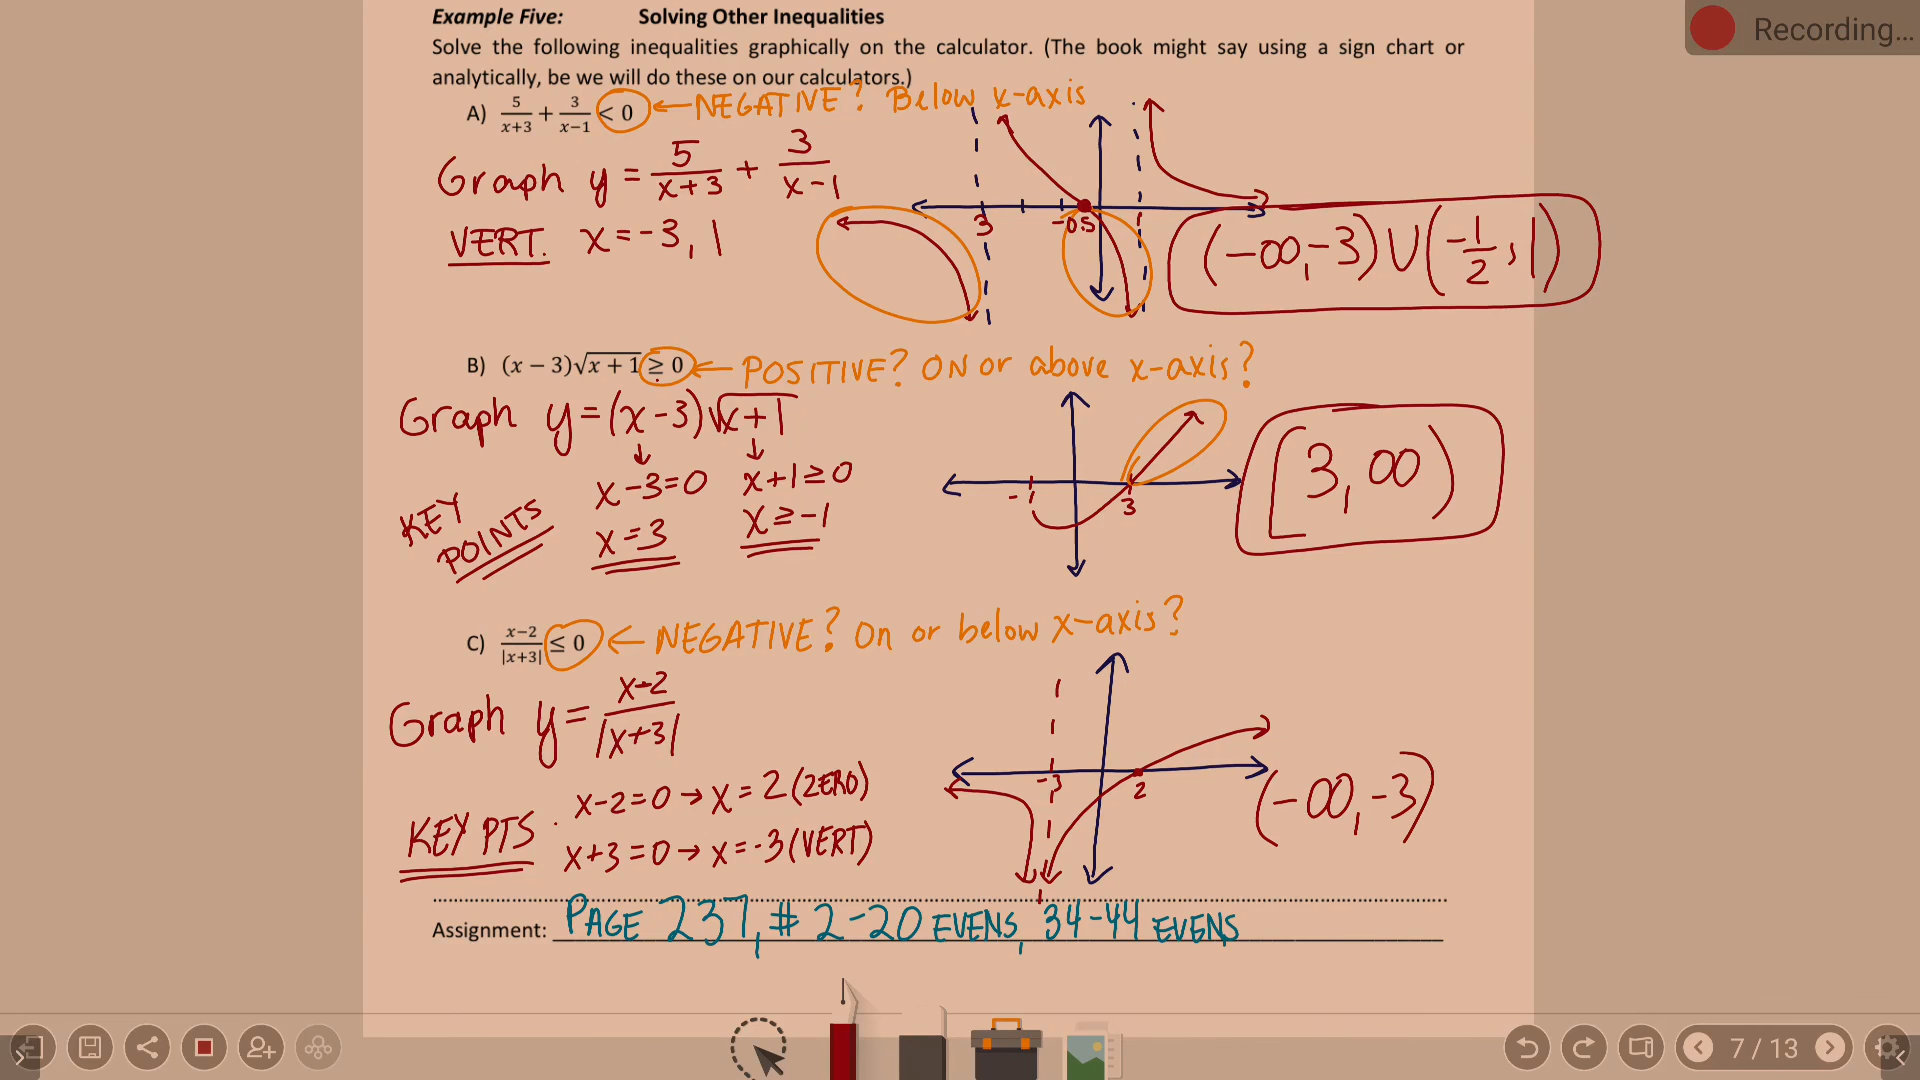 Example Five: Solving Other Inequalities
Recording...
Solve the following inequalities graphically on the calculator. (The book might say using a sign chart or
analytically, be we will do these on our calculators.)
A) 5/(x+3) + 3/(x−1) < 0 ← NEGATIVE? Below x-axis
Graph y = 5/(x+3) + 3/(x-1)
VERT. x = -3, 1
3 -0.5
(-∞, -3) ∪ (-1/2, 1)
B) (x − 3)√(x + 1) ≥ 0 ← POSITIVE? ON or above x-axis?
Graph y = (x-3)√(x+1)
KEY POINTS
x-3=0 x+1≥0
x=3 x≥-1
-1 3
[3, ∞)
C) (x−2)/|x+3| ≤ 0 ← NEGATIVE? On or below x-axis?
Graph y = (x-2)/|x+3|
KEY PTS
x-2=0 → x=2 (ZERO)
x+3=0 → x=-3 (VERT)
-3 2
(-∞, -3)
Assignment: PAGE 237, # 2-20 EVENS, 34-44 EVENS
7 / 13